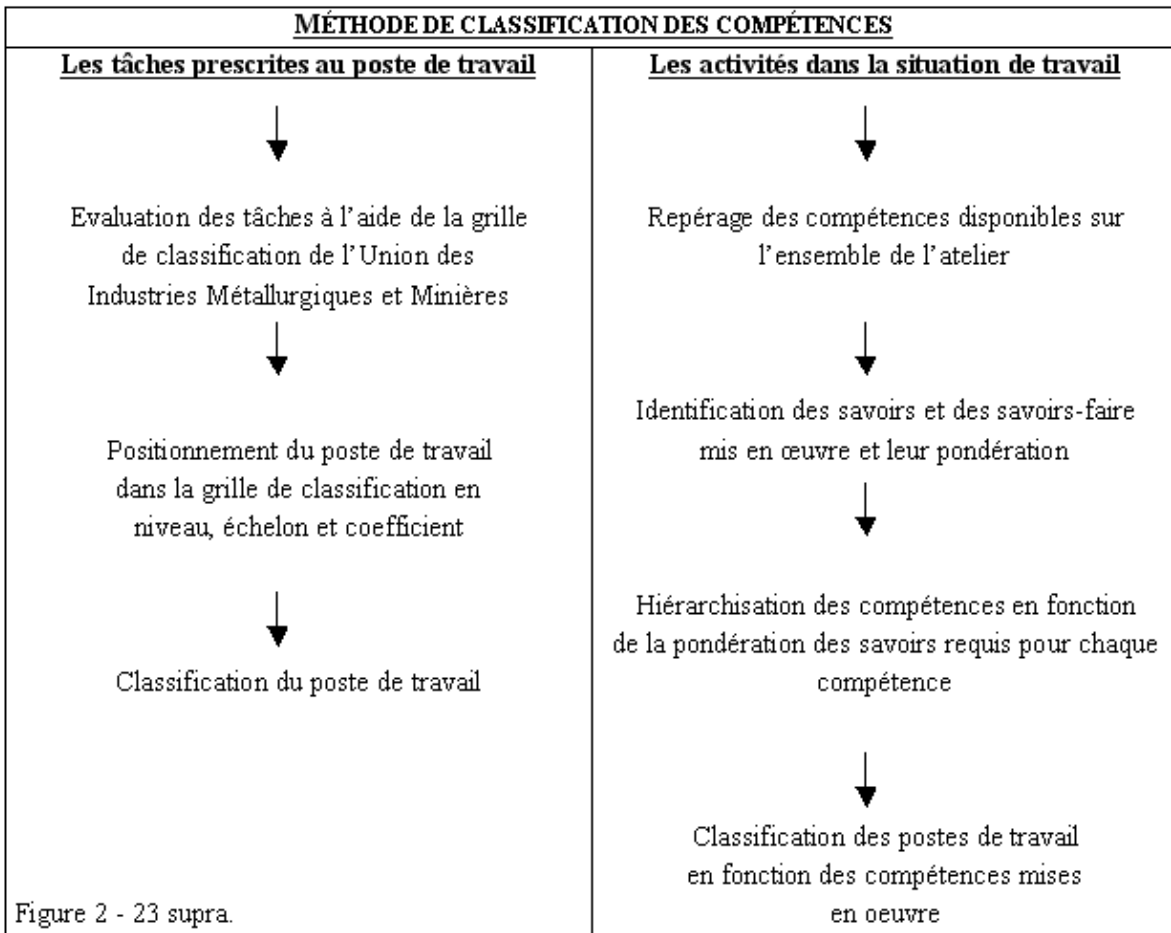 MÉTHODE DE CLASSIFICATION DES COMPÉTENCES
Les tâches prescrites au poste de travail
Evaluation des tâches à l'aide de la grille
de classification de l'Union des
Industries Métallurgiques et Minières
Positionnement du poste de travail
dans la grille de classification en
niveau, échelon et coefficient
Classification du poste de travail
Figure 2 - 23 supra.
Les activités dans la situation de travail
Repérage des compétences disponibles sur
l'ensemble de l'atelier
Identification des savoirs et des savoirs-faire
mis en œuvre et leur pondération
Hiérarchisation des compétences en fonction
de la pondération des savoirs requis pour chaque
compétence
Classification des postes de travail
en fonction des compétences mises
en oeuvre